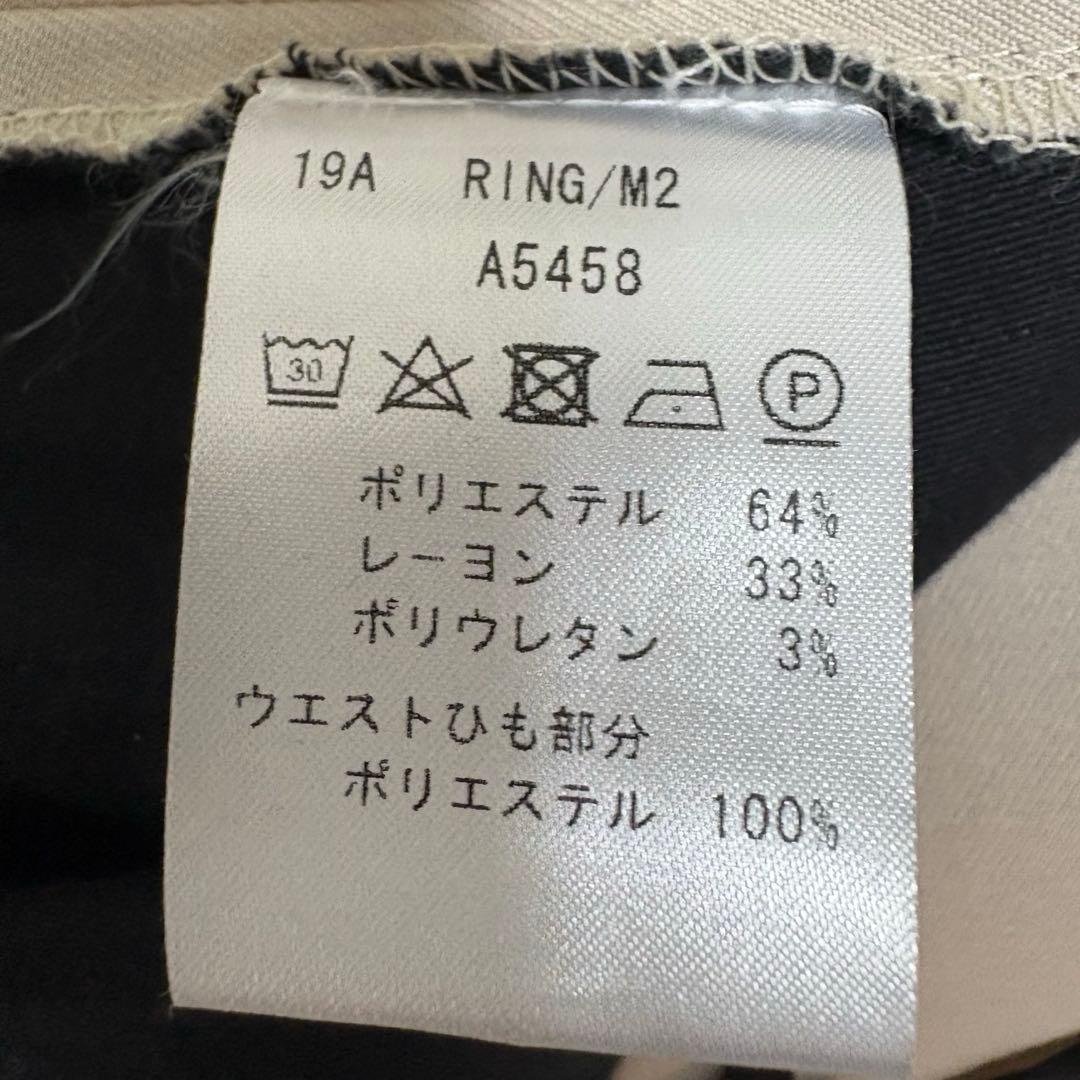 19A RING/M2
A5458
30
P
ポリエステル 64%
レーヨン 33%
ポリウレタン 3%
ウエストひも部分
ポリエステル 100%